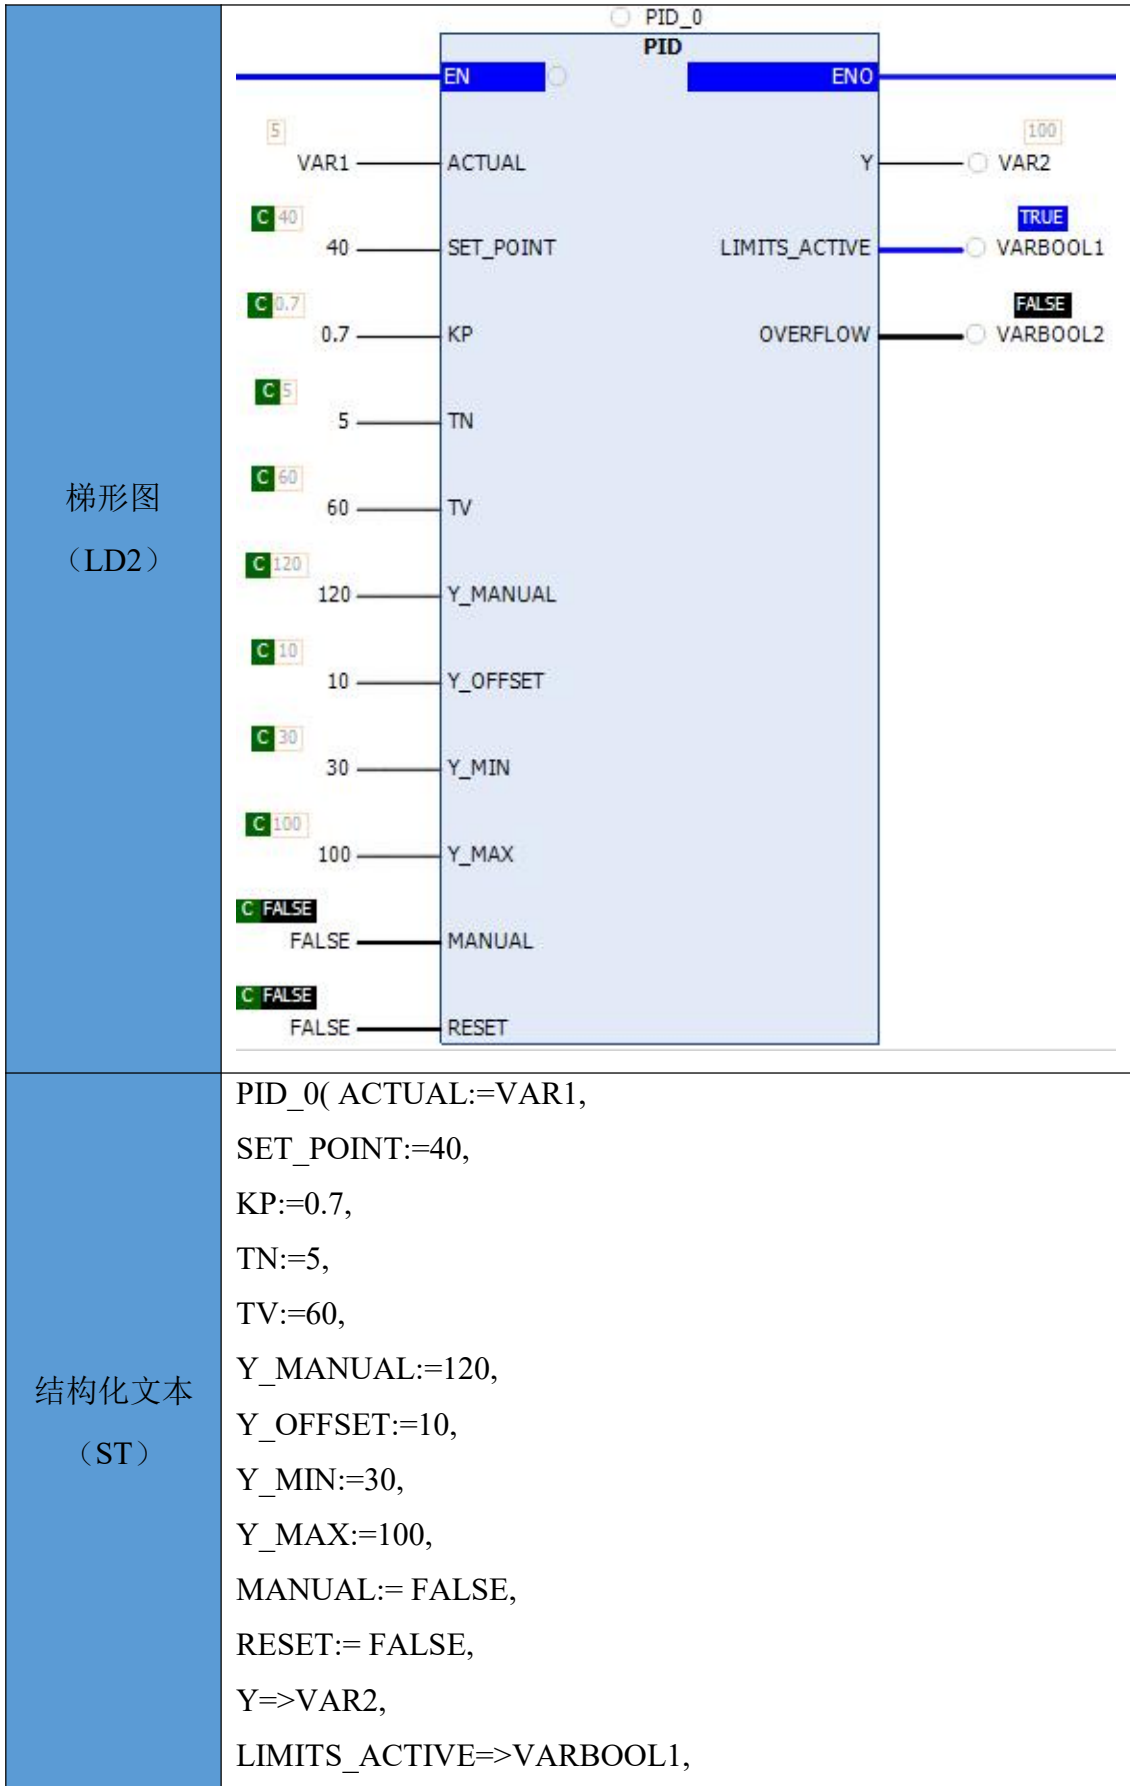 PID_0
PID
EN ENO
5 100
VAR1 ACTUAL Y VAR2
C 40 TRUE
40 SET_POINT LIMITS_ACTIVE VARBOOL1
C 0.7 FALSE
0.7 KP OVERFLOW VARBOOL2
C 5
5 TN
C 60
60 TV
C 120
120 Y_MANUAL
C 10
10 Y_OFFSET
C 30
30 Y_MIN
C 100
100 Y_MAX
C FALSE
FALSE MANUAL
C FALSE
FALSE RESET
梯形图
（LD2）
PID_0( ACTUAL:=VAR1,
SET_POINT:=40,
KP:=0.7,
TN:=5,
TV:=60,
Y_MANUAL:=120,
Y_OFFSET:=10,
Y_MIN:=30,
Y_MAX:=100,
MANUAL:= FALSE,
RESET:= FALSE,
Y=>VAR2,
LIMITS_ACTIVE=>VARBOOL1,
结构化文本
（ST）